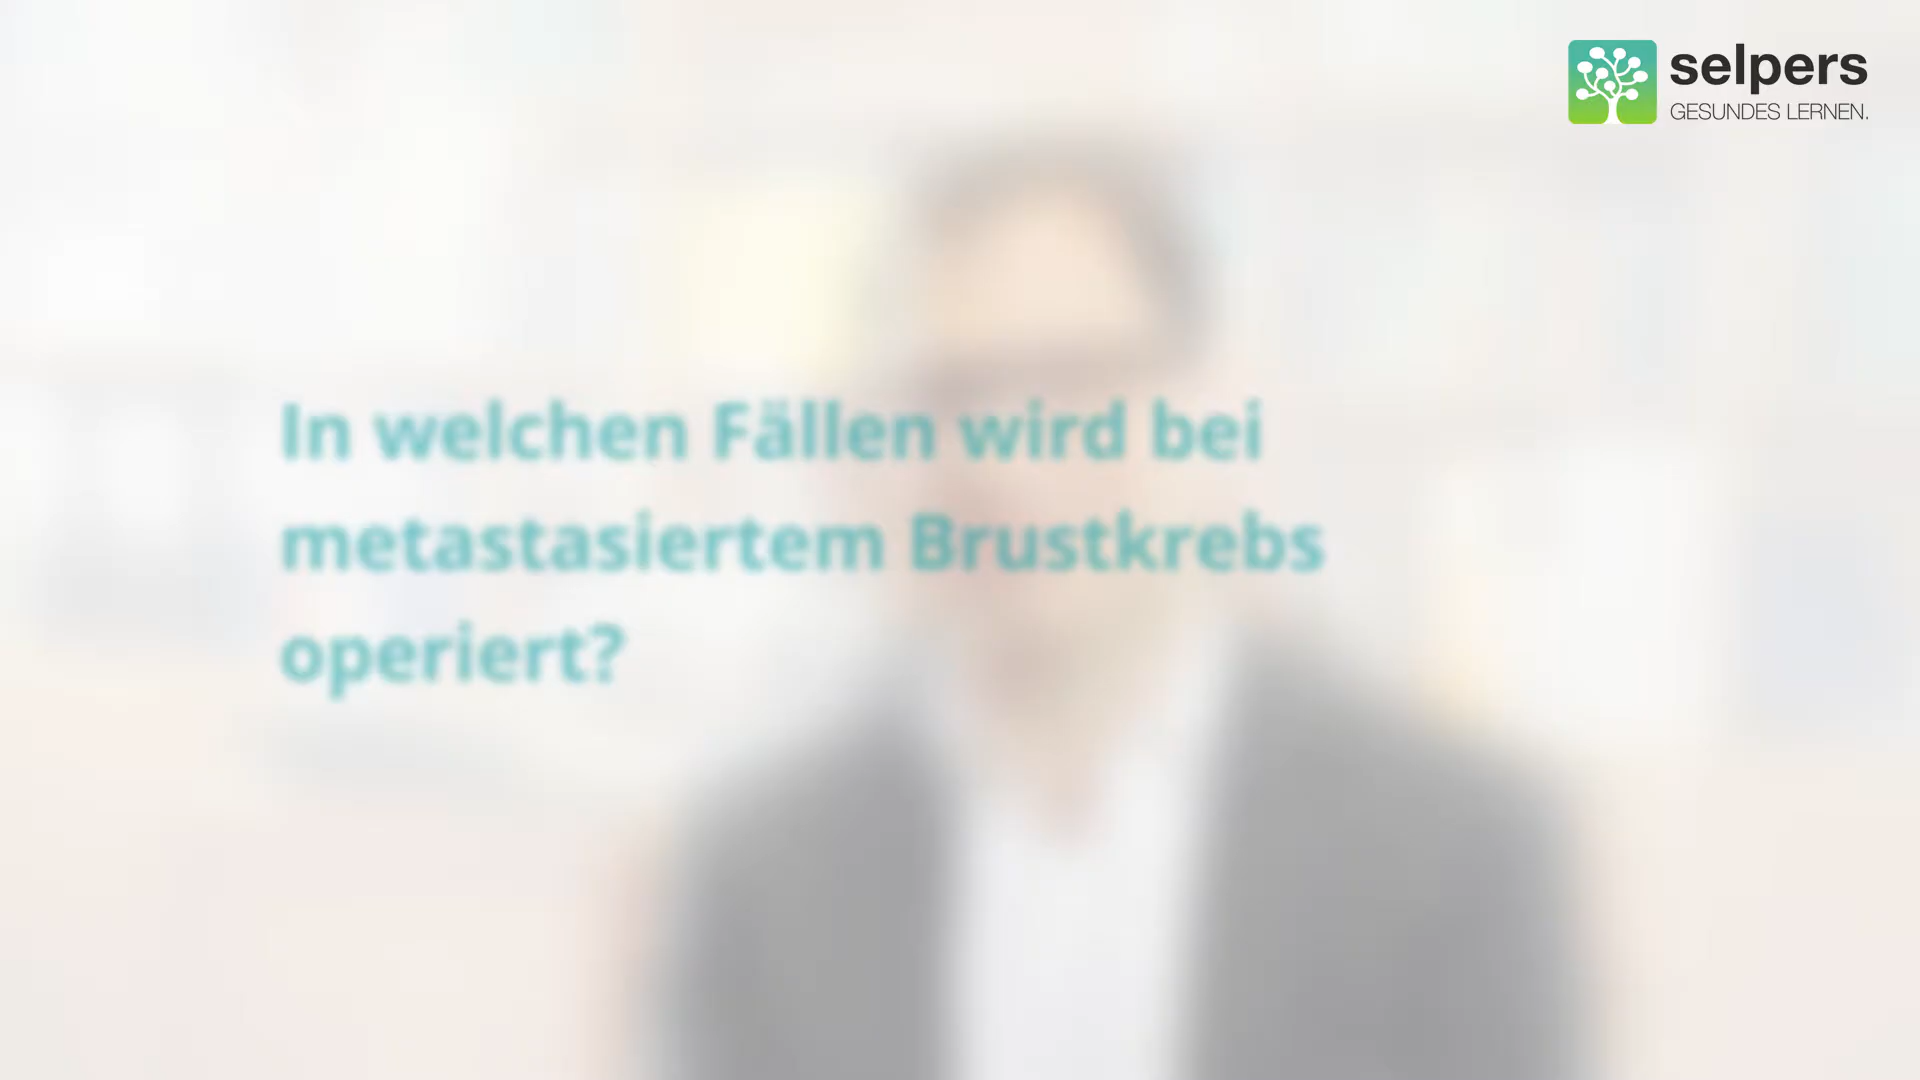 selpers
GESUNDES LERNEN.
In welchen Fällen wird bei
metastasiertem Brustkrebs
operiert?